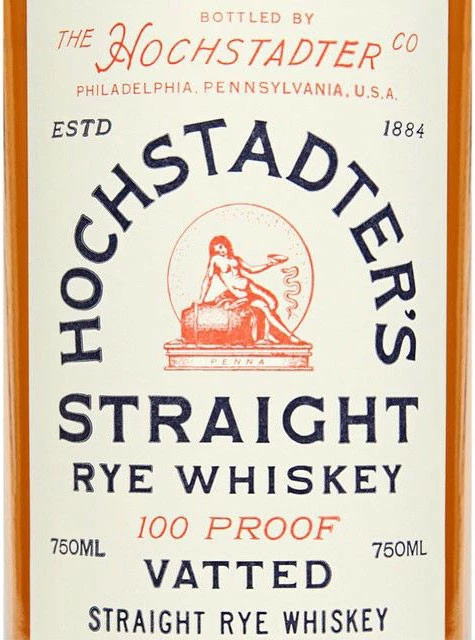 BOTTLED BY
THE HOCHSTADTER CO
PHILADELPHIA, PENNSYLVANIA, U.S.A.
ESTD 1884
HOCHSTADTER'S
PENNA
STRAIGHT
RYE WHISKEY
100 PROOF
750ML 750ML
VATTED
STRAIGHT RYE WHISKEY